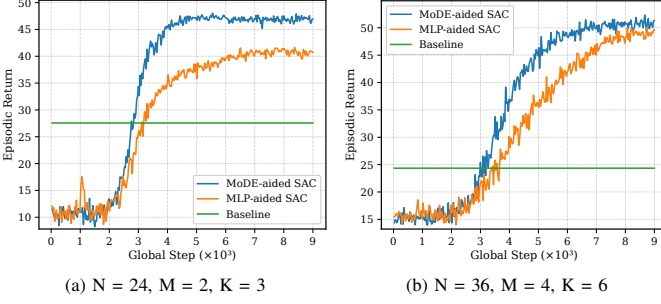 50
45
40
35
30
25
20
15
10
Episodic Return
MoDE-aided SAC
MLP-aided SAC
Baseline
0 1 2 3 4 5 6 7 8 9
Global Step (×10³)
(a) N = 24, M = 2, K = 3
50
45
40
35
30
25
20
15
Episodic Return
MoDE-aided SAC
MLP-aided SAC
Baseline
0 1 2 3 4 5 6 7 8 9
Global Step (×10³)
(b) N = 36, M = 4, K = 6